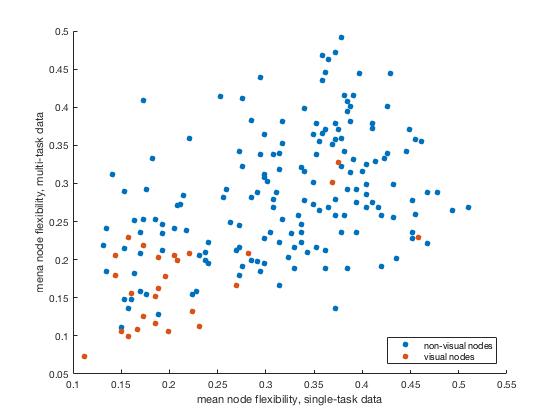 0.5
0.45
0.4
0.35
0.3
0.25
0.2
0.15
0.1
0.05
mena node flexibility, multi-task data
0.1 0.15 0.2 0.25 0.3 0.35 0.4 0.45 0.5 0.55
mean node flexibility, single-task data
non-visual nodes
visual nodes